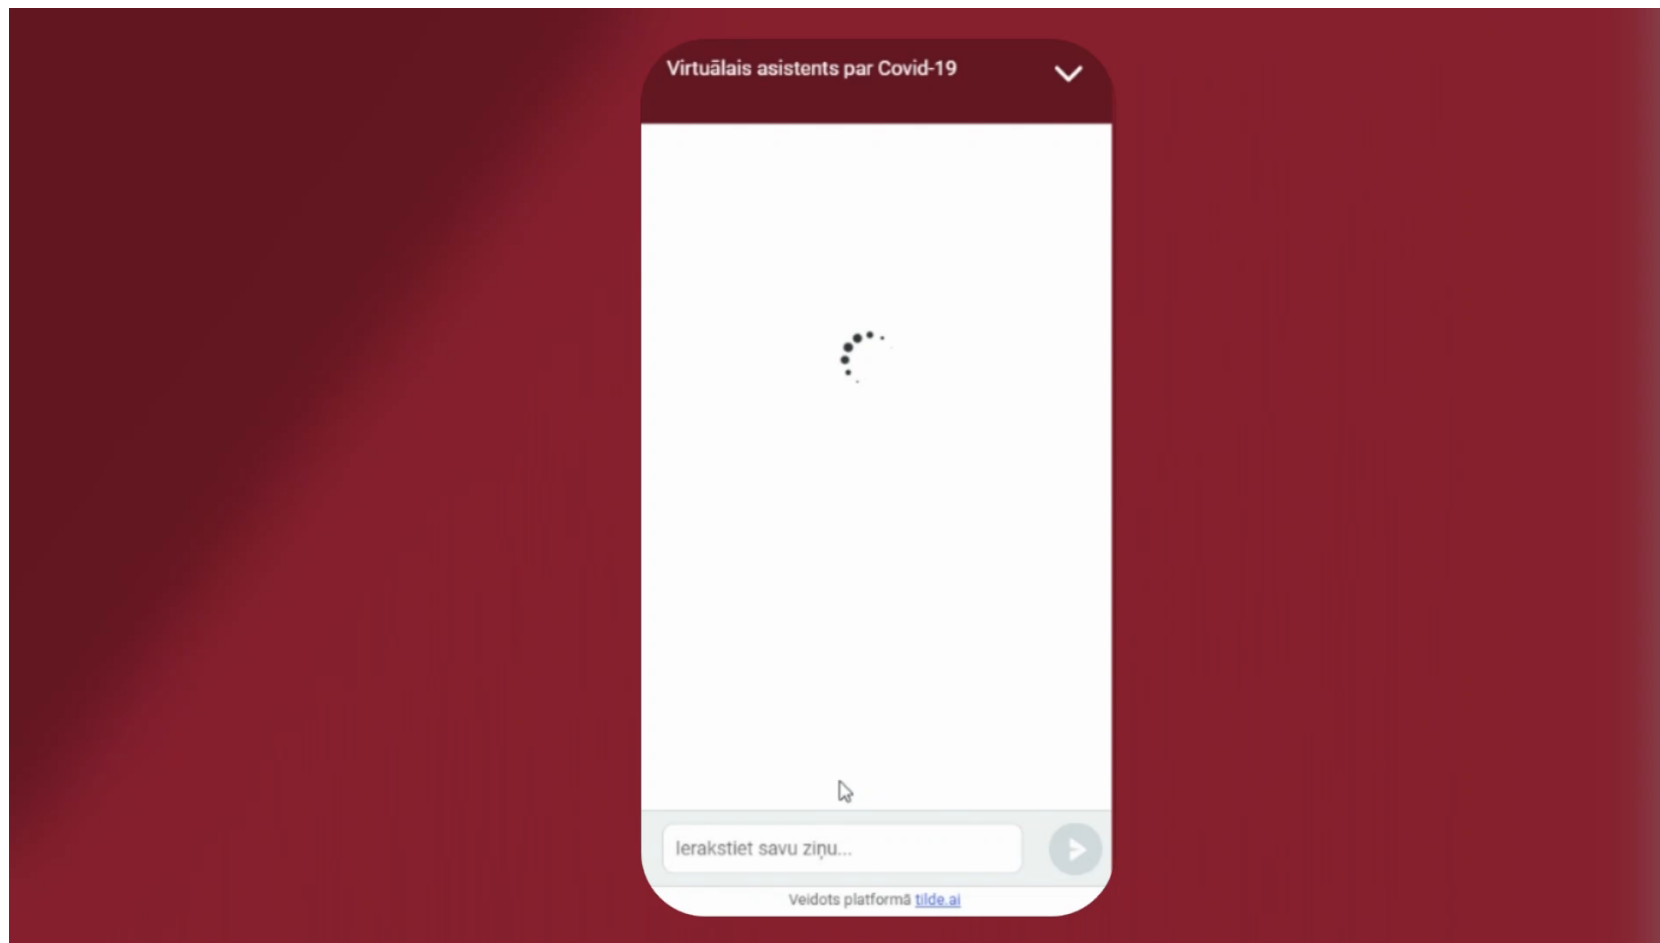 Virtuālais asistents par Covid-19
Ierakstiet savu ziņu...
Veidots platformā tilde.ai